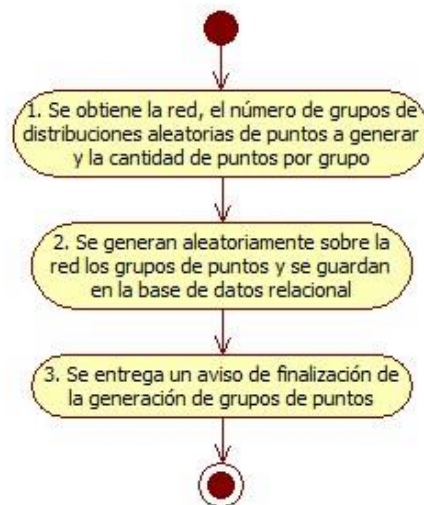 1. Se obtiene la red, el número de grupos de
distribuciones aleatorias de puntos a generar
y la cantidad de puntos por grupo
2. Se generan aleatoriamente sobre la
red los grupos de puntos y se guardan
en la base de datos relacional
3. Se entrega un aviso de finalización de
la generación de grupos de puntos